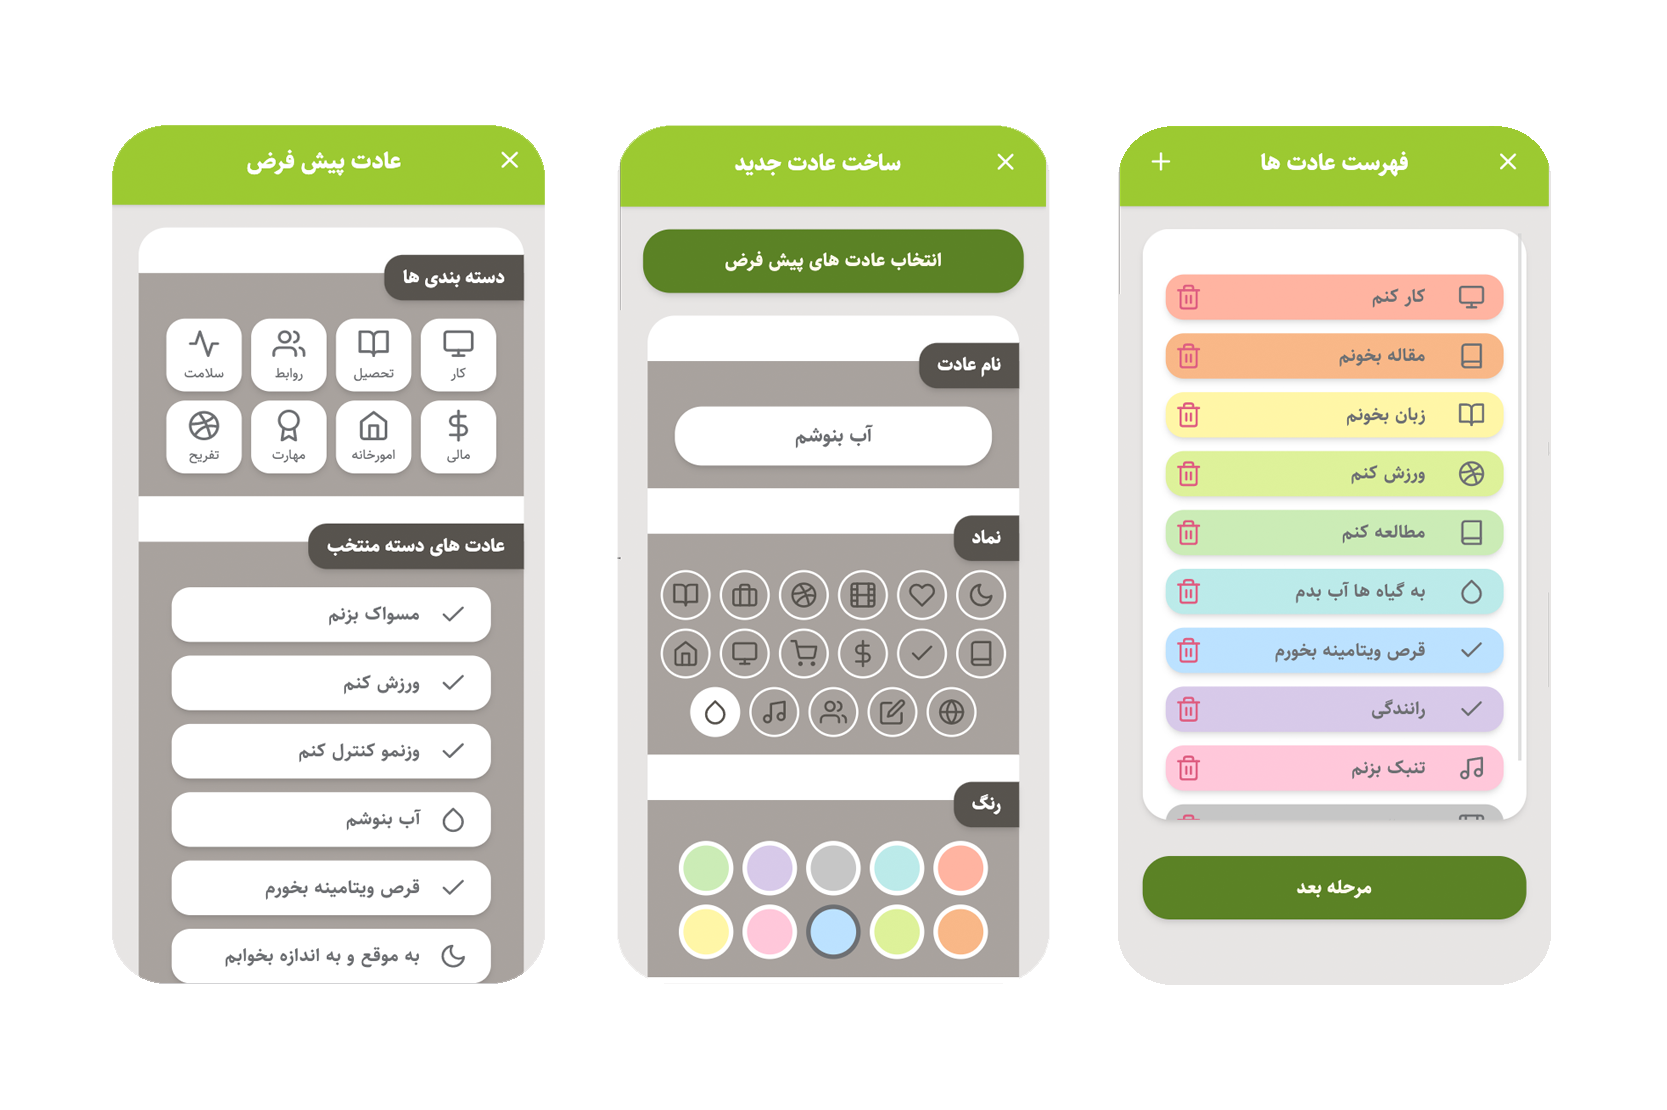 فهرست عادت ها
کار کنم
مقاله بخونم
زبان بخونم
ورزش کنم
مطالعه کنم
به گیاه ها آب بدم
قرص ویتامینه بخورم
رانندگی
تنبک بزنم
مرحله بعد
ساخت عادت جدید
انتخاب عادت های پیش فرض
نام عادت
آب بنوشم
نماد
رنگ
عادت پیش فرض
دسته بندی ها
کار تحصیل روابط سلامت
مالی امورخانه مهارت تفریح
عادت های دسته منتخب
مسواک بزنم
ورزش کنم
وزنمو کنترل کنم
آب بنوشم
قرص ویتامینه بخورم
به موقع و به اندازه بخوابم